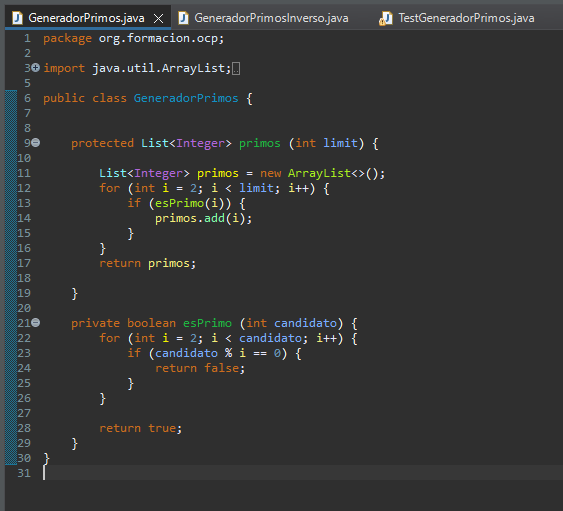 GeneradorPrimos.java GeneradorPrimosInverso.java TestGeneradorPrimos.java
1 package org.formacion.ocp;
2
3 import java.util.ArrayList;
5
6 public class GeneradorPrimos {
7
8
9 protected List<Integer> primos (int limit) {
10
11 List<Integer> primos = new ArrayList<>();
12 for (int i = 2; i < limit; i++) {
13 if (esPrimo(i)) {
14 primos.add(i);
15 }
16 }
17 return primos;
18
19 }
20
21 private boolean esPrimo (int candidato) {
22 for (int i = 2; i < candidato; i++) {
23 if (candidato % i == 0) {
24 return false;
25 }
26 }
27
28 return true;
29 }
30 }
31